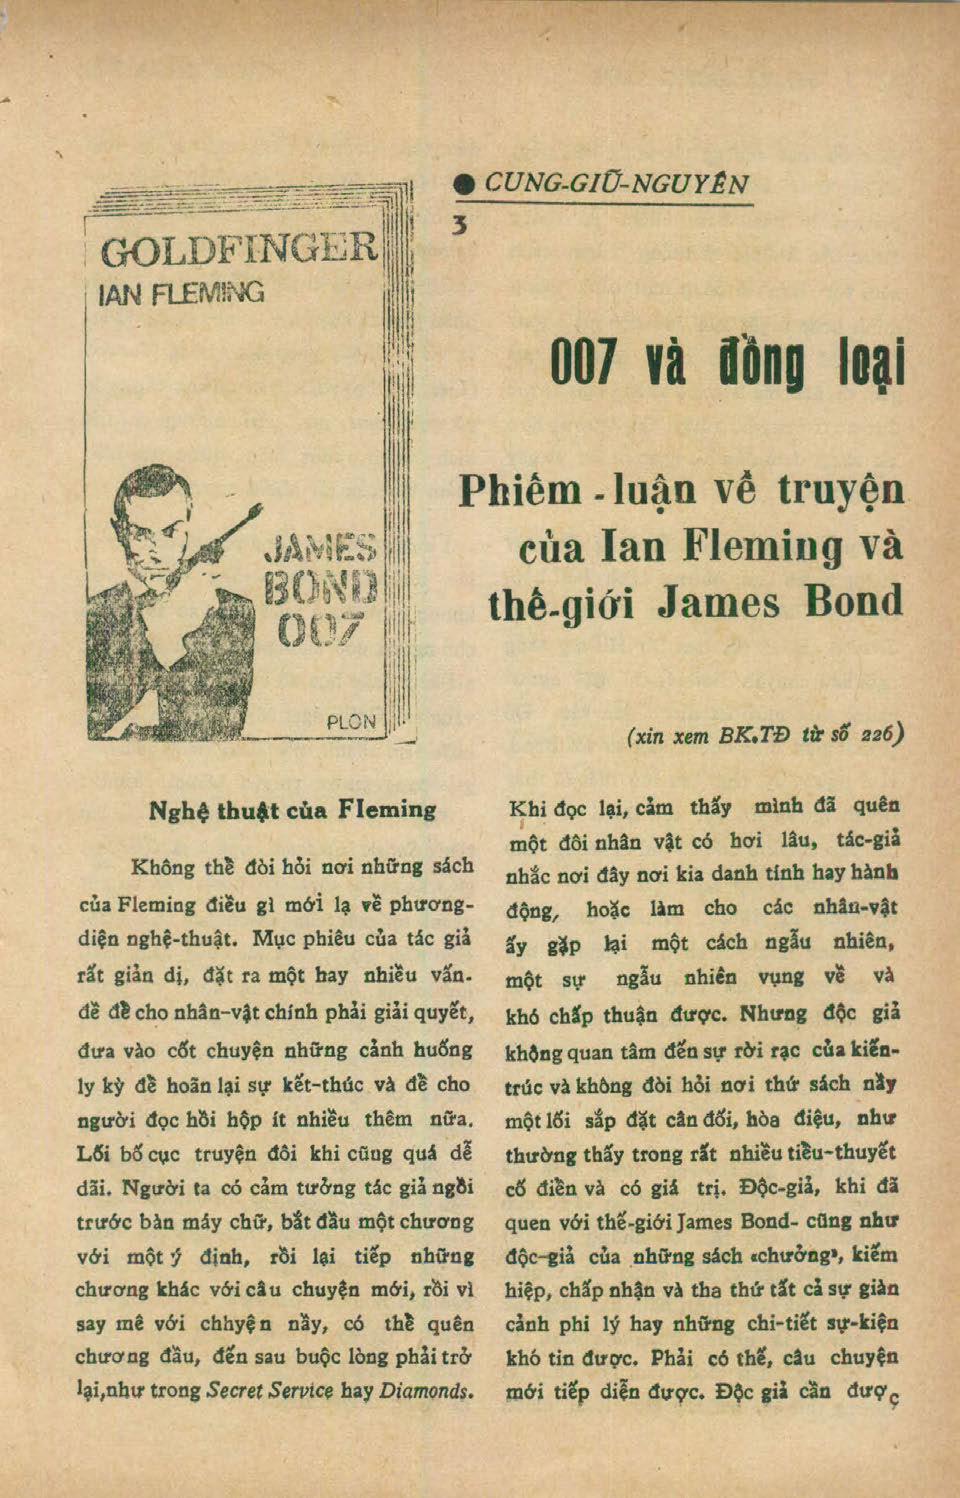 ● CUNG-GIŨ-NGUYÊN
3
GOLDFINGER
IAN FLEMING
JAMES
BOND
007
PLON
007 và đồng loại
Phiếm-luận về truyện
của Ian Fleming và
thế-giới James Bond
(xin xem BK.TĐ từ số 226)
Nghệ thuật của Fleming
Không thể đòi hỏi nơi những sách
của Fleming điều gì mới lạ về phương-
diện nghệ-thuật. Mục phiêu của tác giả
rất giản dị, đặt ra một hay nhiều vấn-
đề để cho nhân-vật chính phải giải quyết,
đưa vào cốt chuyện những cảnh huống
ly kỳ để hoãn lại sự kết-thúc và để cho
người đọc hồi hộp ít nhiều thêm nữa.
Lối bố cục truyện đôi khi cũng quá dễ
dãi. Người ta có cảm tưởng tác giả ngồi
trước bàn máy chữ, bắt đầu một chương
với một ý định, rồi lại tiếp những
chương khác với câu chuyện mới, rồi vì
say mê với chhyện nầy, có thể quên
chương đầu, đến sau buộc lòng phải trở
lại,như trong Secret Service hay Diamonds.
Khi đọc lại, cảm thấy mình đã quên
một đôi nhân vật có hơi lâu, tác-giả
nhắc nơi đây nơi kia danh tính hay hành
động, hoặc làm cho các nhân-vật
ấy gặp lại một cách ngẫu nhiên,
một sự ngẫu nhiên vụng về và
khó chấp thuận được. Nhưng độc giả
không quan tâm đến sự rời rạc của kiến-
trúc và không đòi hỏi nơi thứ sách nầy
một lối sắp đặt cân đối, hòa điệu, như
thường thấy trong rất nhiều tiểu-thuyết
cổ điển và có giá trị. Độc-giả, khi đã
quen với thế-giới James Bond- cũng như
độc-giả của những sách «chưởng», kiếm
hiệp, chấp nhận và tha thứ tất cả sự giàn
cảnh phi lý hay những chi-tiết sự-kiện
khó tin được. Phải có thế, câu chuyện
mới tiếp diễn được. Độc giả cần được